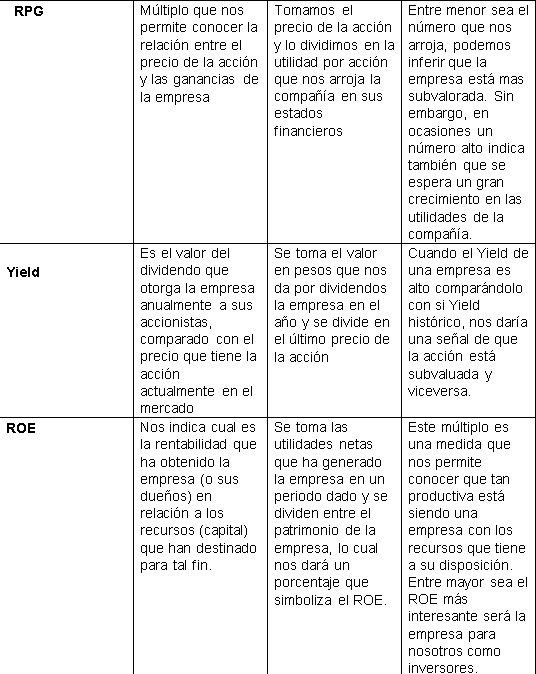 RPG
Múltiplo que nos
permite conocer la
relación entre el
precio de la acción
y las ganancias de
la empresa
Tomamos el
precio de la acción
y lo dividimos en la
utilidad por acción
que nos arroja la
compañía en sus
estados
financieros
Entre menor sea el
número que nos
arroja, podemos
inferir que la
empresa está mas
subvalorada. Sin
embargo, en
ocasiones un
número alto indica
también que se
espera un gran
crecimiento en las
utilidades de la
compañía.
Yield
Es el valor del
dividendo que
otorga la empresa
anualmente a sus
accionistas,
comparado con el
precio que tiene la
acción
actualmente en el
mercado
Se toma el valor
en pesos que nos
da por dividendos
la empresa en el
año y se divide en
el último precio de
la acción
Cuando el Yield de
una empresa es
alto comparándolo
con si Yield
histórico, nos daría
una señal de que
la acción está
subvaluada y
viceversa.
ROE
Nos indica cual es
la rentabilidad que
ha obtenido la
empresa (o sus
dueños) en
relación a los
recursos (capital)
que han destinado
para tal fin.
Se toma las
utilidades netas
que ha generado
la empresa en un
periodo dado y se
dividen entre el
patrimonio de la
empresa, lo cual
nos dará un
porcentaje que
simboliza el ROE.
Este múltiplo es
una medida que
nos permite
conocer que tan
productiva está
siendo una
empresa con los
recursos que tiene
a su disposición.
Entre mayor sea el
ROE más
interesante será la
empresa para
nosotros como
inversores.